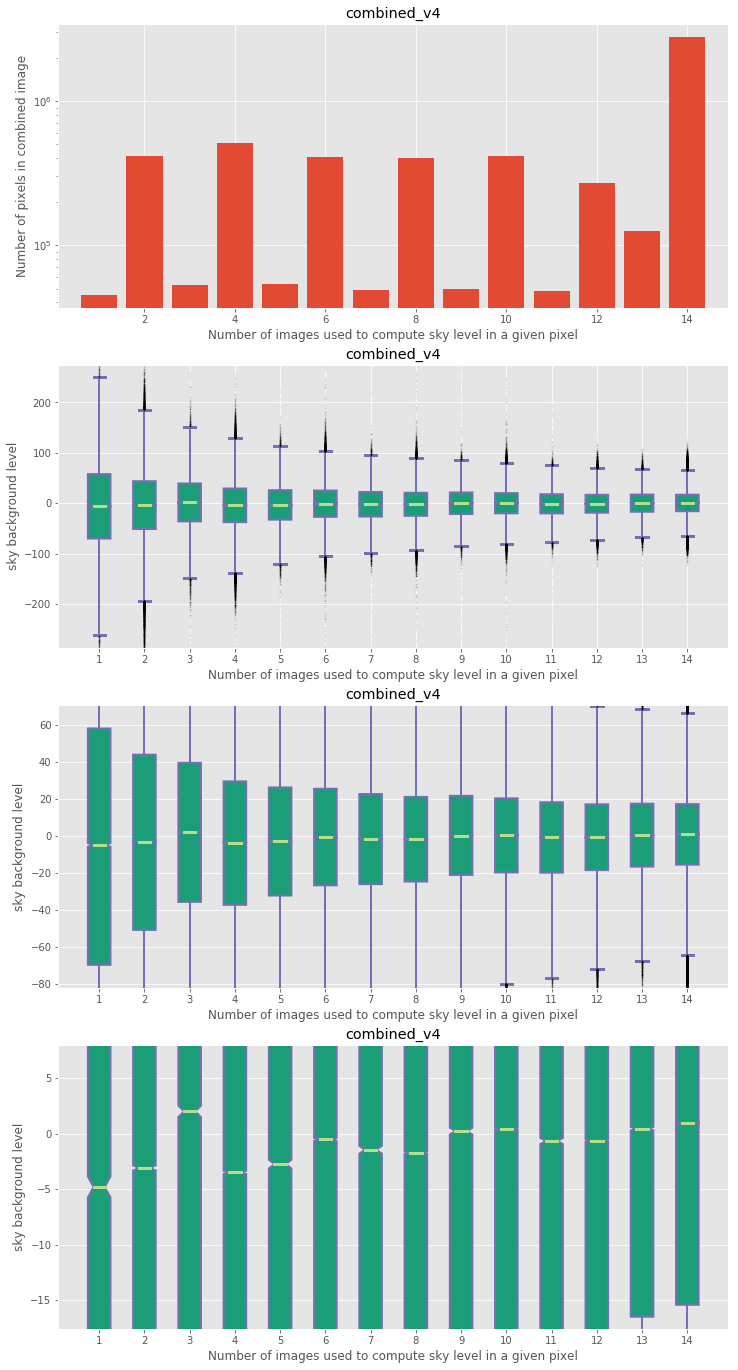 combined_v4
Number of pixels in combined image
10^6
10^5
2 4 6 8 10 12 14
Number of images used to compute sky level in a given pixel
combined_v4
sky background level
200
100
0
−100
−200
1 2 3 4 5 6 7 8 9 10 11 12 13 14
Number of images used to compute sky level in a given pixel
combined_v4
sky background level
60
40
20
0
−20
−40
−60
−80
1 2 3 4 5 6 7 8 9 10 11 12 13 14
Number of images used to compute sky level in a given pixel
combined_v4
sky background level
5
0
−5
−10
−15
1 2 3 4 5 6 7 8 9 10 11 12 13 14
Number of images used to compute sky level in a given pixel